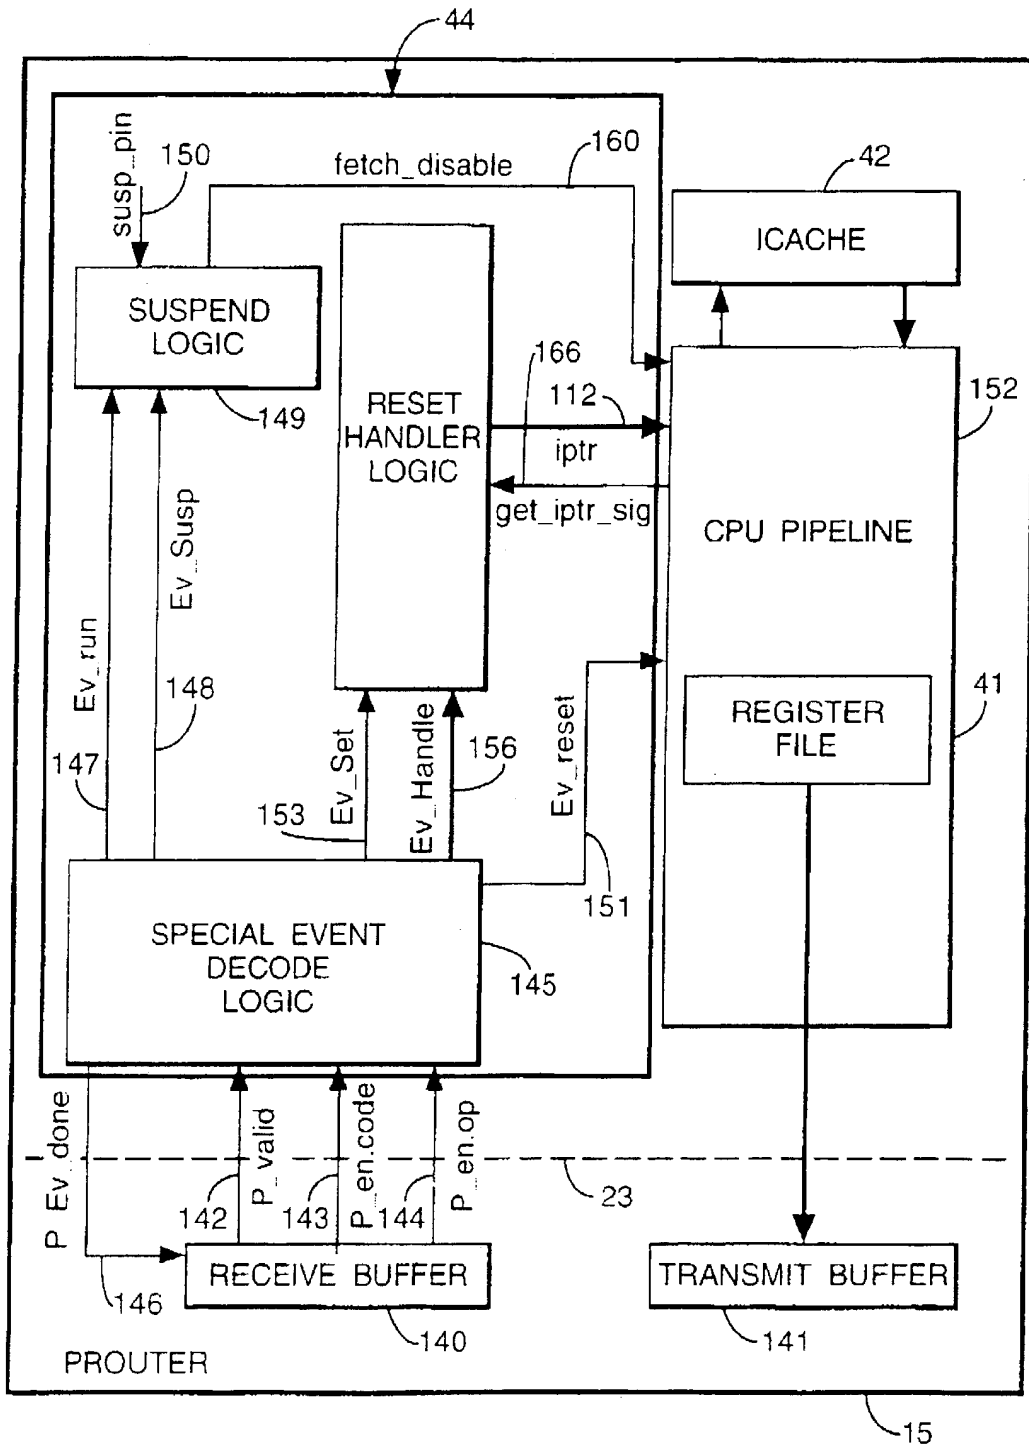 44
susp_pin
150
fetch_disable
160
42
ICACHE
SUSPEND
LOGIC
149
RESET
HANDLER
LOGIC
166
112
iptr
get_iptr_sig
152
CPU PIPELINE
Ev_run
Ev_Susp
147
148
Ev_Set
153
Ev_Handle
156
Ev_reset
151
REGISTER
FILE
41
SPECIAL EVENT
DECODE
LOGIC
145
P_Ev_done
P_valid
P_en.code
P_en.op
142
143
144
23
146
RECEIVE BUFFER
140
TRANSMIT BUFFER
141
PROUTER
15